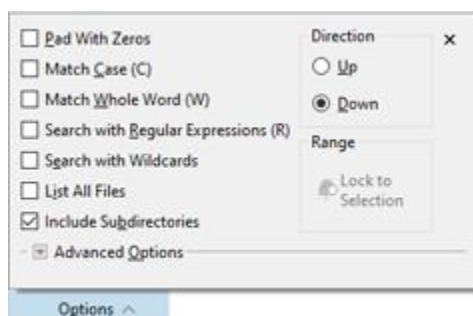 Pad With Zeros
Match Case (C)
Match Whole Word (W)
Search with Regular Expressions (R)
Search with Wildcards
List All Files
Include Subdirectories
Advanced Options
Direction
Up
Down
Range
Lock to
Selection
Options